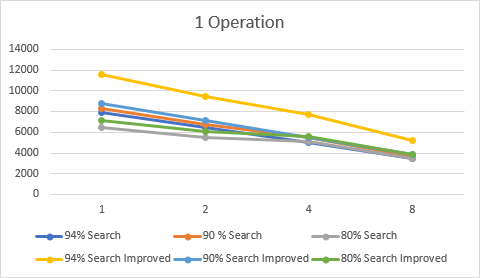 1 Operation
14000
12000
10000
8000
6000
4000
2000
0
1 2 4 8
94% Search 90 % Search 80% Search
94% Search Improved 90% Search Improved 80% Search Improved